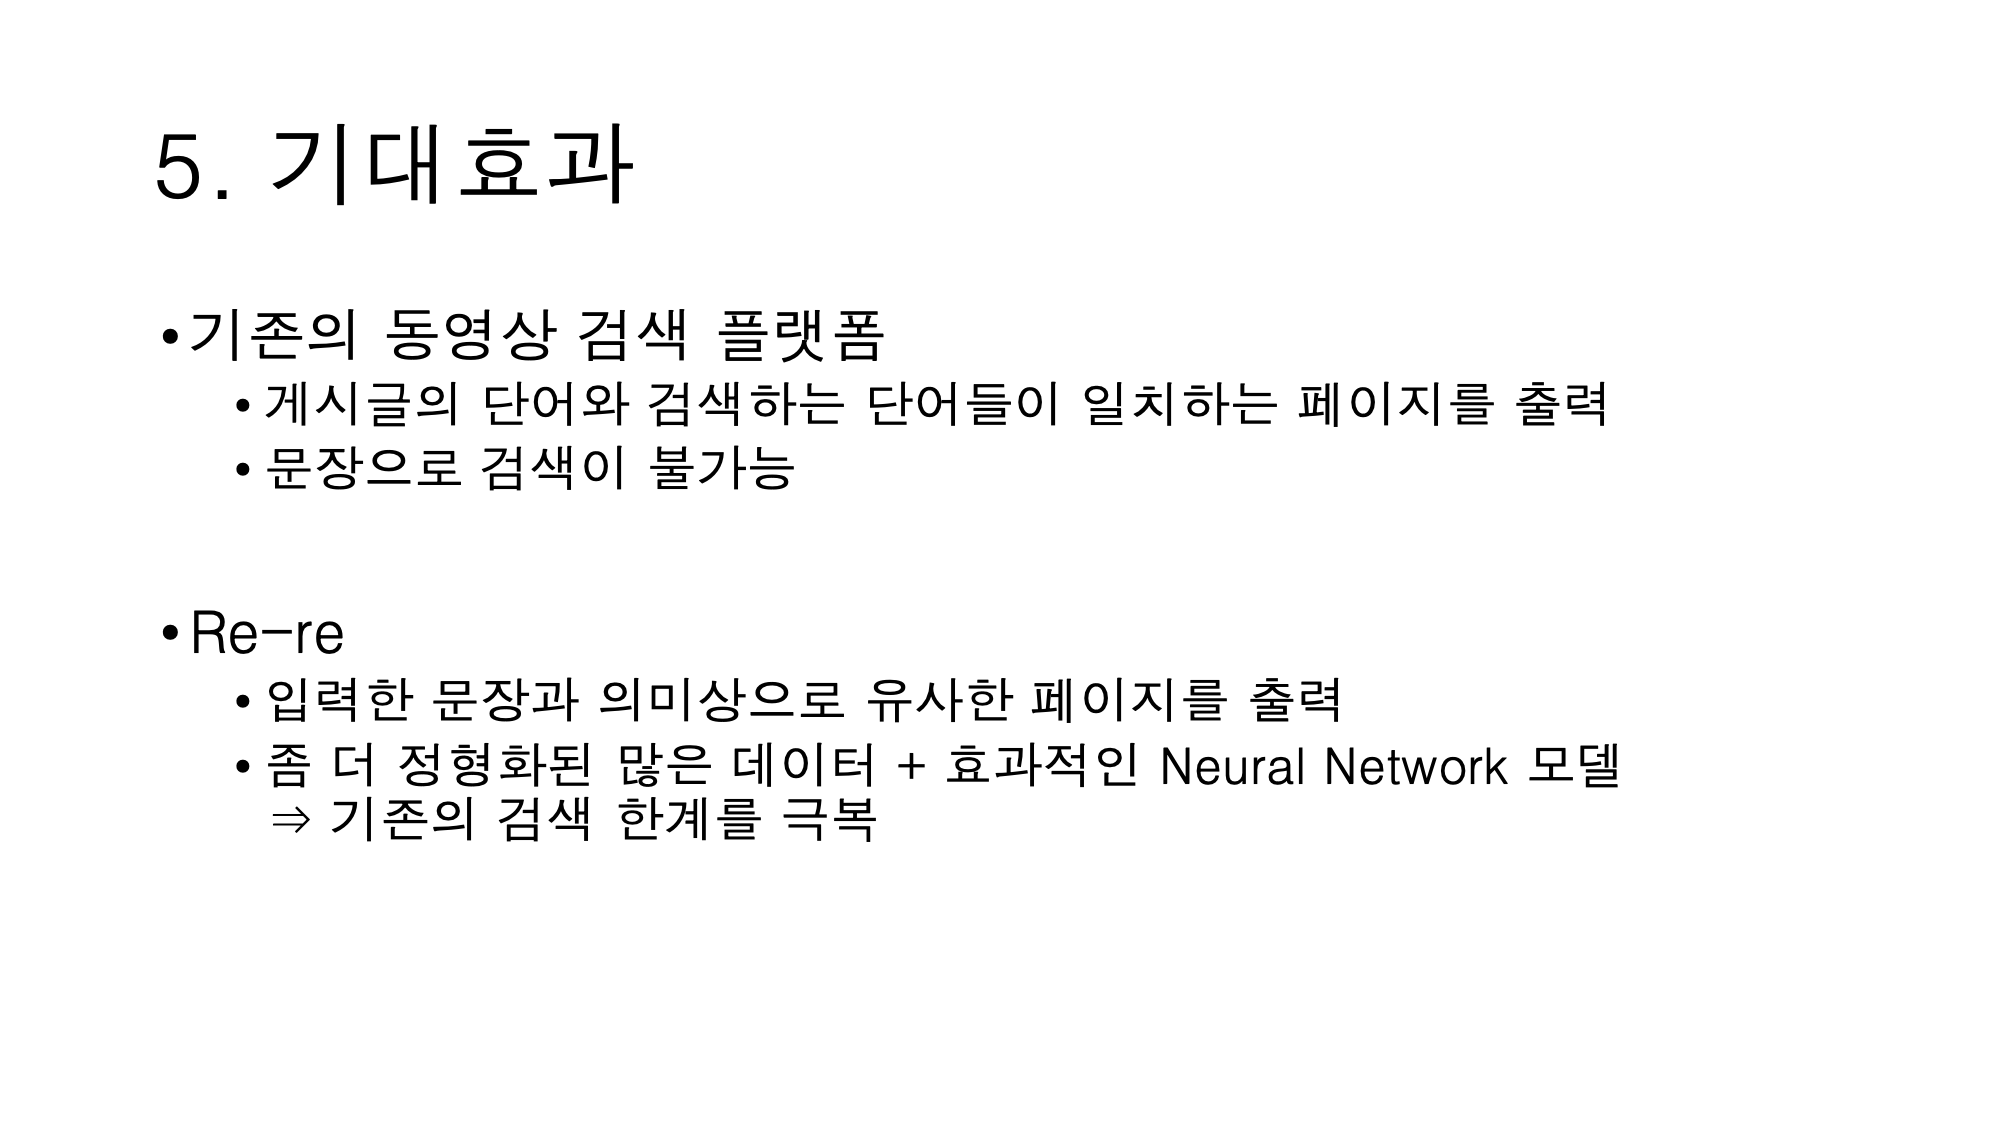 5. 기대효과
•기존의 동영상 검색 플랫폼
• 게시글의 단어와 검색하는 단어들이 일치하는 페이지를 출력
• 문장으로 검색이 불가능
•Re-re
• 입력한 문장과 의미상으로 유사한 페이지를 출력
• 좀 더 정형화된 많은 데이터 + 효과적인 Neural Network 모델
⇒ 기존의 검색 한계를 극복